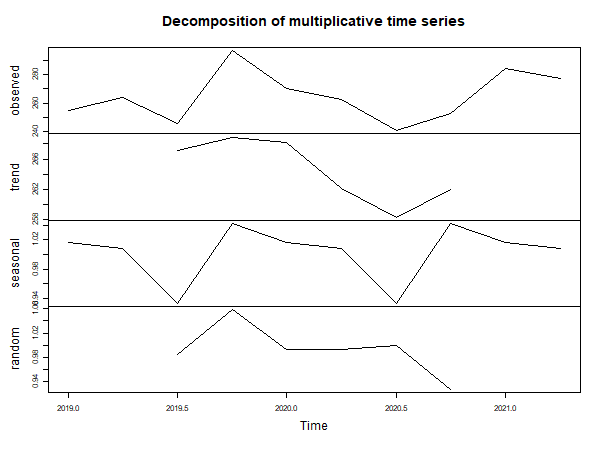 Decomposition of multiplicative time series
observed
280
260
240
trend
266
262
258
seasonal
1.02
0.98
0.94
random
1.06
1.02
0.98
0.94
2019.0 2019.5 2020.0 2020.5 2021.0
Time